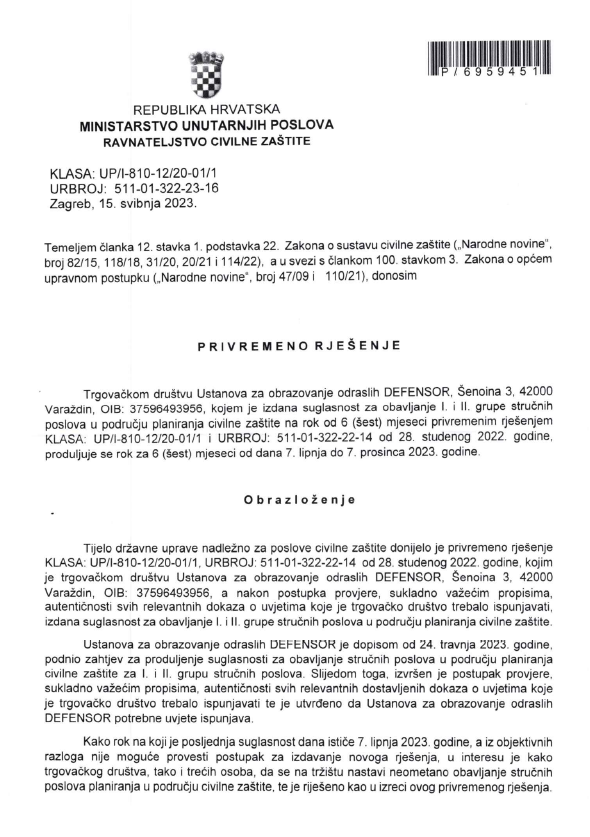 P/6959451
REPUBLIKA HRVATSKA
MINISTARSTVO UNUTARNJIH POSLOVA
RAVNATELJSTVO CIVILNE ZAŠTITE
KLASA: UP/I-810-12/20-01/1
URBROJ: 511-01-322-23-16
Zagreb, 15. svibnja 2023.
Temeljem članka 12. stavka 1. podstavka 22. Zakona o sustavu civilne zaštite („Narodne novine“,
broj 82/15, 118/18, 31/20, 20/21 i 114/22), a u svezi s člankom 100. stavkom 3. Zakona o općem
upravnom postupku („Narodne novine“, broj 47/09 i 110/21), donosim
PRIVREMENO RJEŠENJE
Trgovačkom društvu Ustanova za obrazovanje odraslih DEFENSOR, Šenoina 3, 42000
Varaždin, OIB: 37596493956, kojem je izdana suglasnost za obavljanje I. i II. grupe stručnih
poslova u području planiranja civilne zaštite na rok od 6 (šest) mjeseci privremenim rješenjem
KLASA: UP/I-810-12/20-01/1 i URBROJ: 511-01-322-22-14 od 28. studenog 2022. godine,
produljuje se rok za 6 (šest) mjeseci od dana 7. lipnja do 7. prosinca 2023. godine.
Obrazloženje
Tijelo državne uprave nadležno za poslove civilne zaštite donijelo je privremeno rješenje
KLASA: UP/I-810-12/20-01/1, URBROJ: 511-01-322-22-14 od 28. studenog 2022. godine, kojim
je trgovačkom društvu Ustanova za obrazovanje odraslih DEFENSOR, Šenoina 3, 42000
Varaždin, OIB: 37596493956, a nakon postupka provjere, sukladno važećim propisima,
autentičnosti svih relevantnih dokaza o uvjetima koje je trgovačko društvo trebalo ispunjavati,
izdana suglasnost za obavljanje I. i II. grupe stručnih poslova u području planiranja civilne zaštite.
Ustanova za obrazovanje odraslih DEFENSOR je dopisom od 24. travnja 2023. godine,
podnio zahtjev za produljenje suglasnosti za obavljanje stručnih poslova u području planiranja
civilne zaštite za I. i II. grupu stručnih poslova. Slijedom toga, izvršen je postupak provjere,
sukladno važećim propisima, autentičnosti svih relevantnih dostavljenih dokaza o uvjetima koje
je trgovačko društvo trebalo ispunjavati te je utvrđeno da Ustanova za obrazovanje odraslih
DEFENSOR potrebne uvjete ispunjava.
Kako rok na koji je posljednja suglasnost dana ističe 7. lipnja 2023. godine, a iz objektivnih
razloga nije moguće provesti postupak za izdavanje novoga rješenja, u interesu je kako
trgovačkog društva, tako i trećih osoba, da se na tržištu nastavi neometano obavljanje stručnih
poslova planiranja u području civilne zaštite, te je riješeno kao u izreci ovog privremenog rješenja.